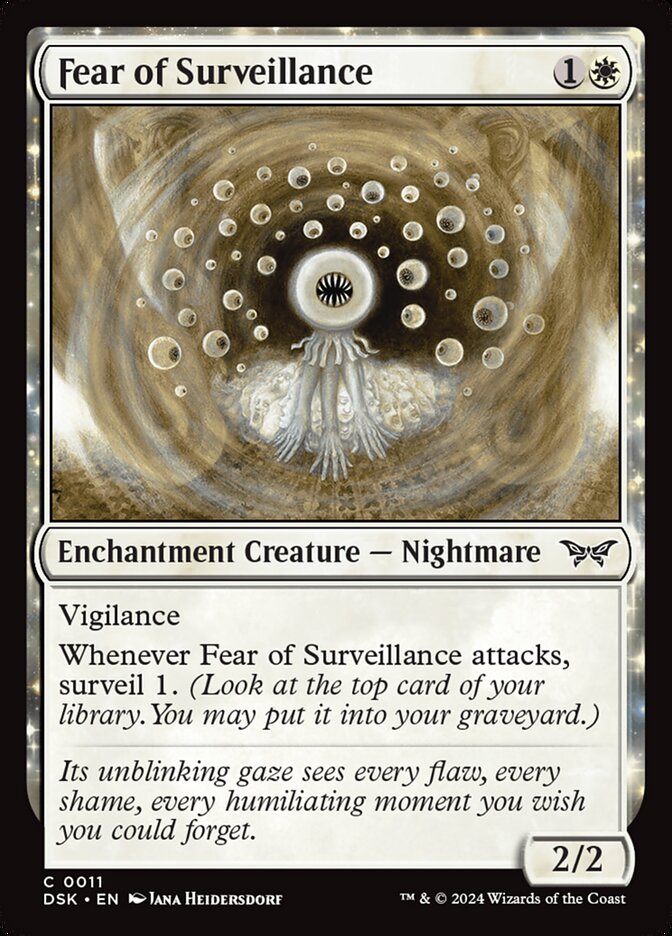 Fear of Surveillance 1
Enchantment Creature — Nightmare
Vigilance
Whenever Fear of Surveillance attacks,
surveil 1. (Look at the top card of your
library. You may put it into your graveyard.)
Its unblinking gaze sees every flaw, every
shame, every humiliating moment you wish
you could forget.
2/2
C 0011
DSK • EN Jana Heidersdorf
™ & © 2024 Wizards of the Coast